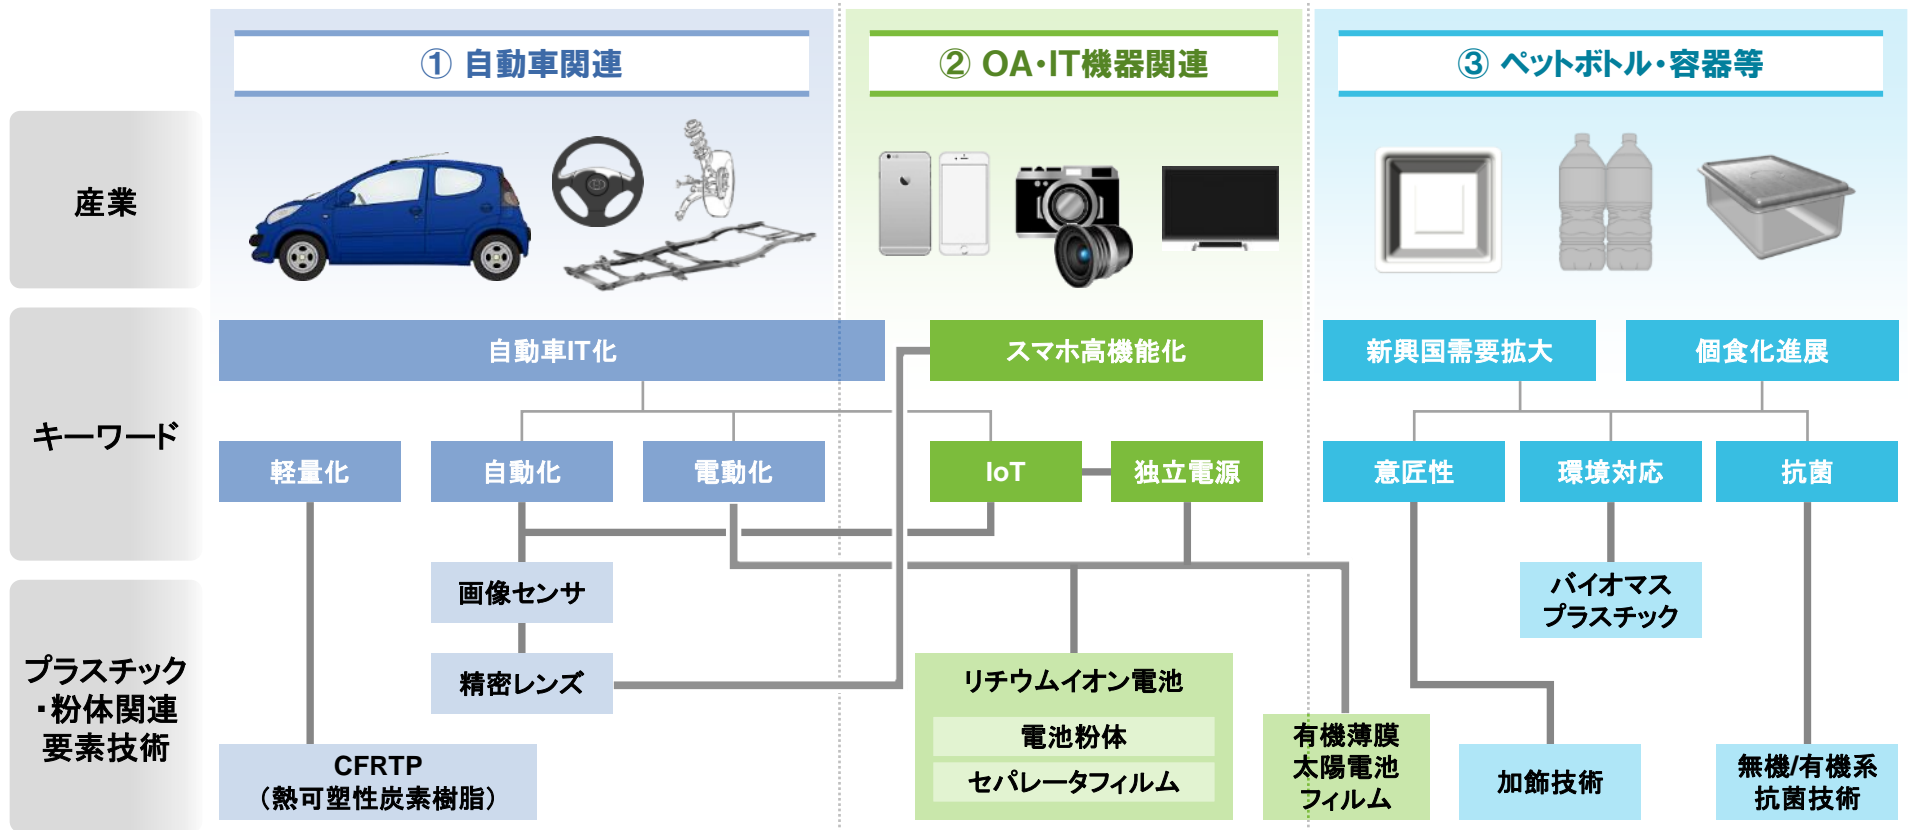 ① 自動車関連
② OA・IT機器関連
③ ペットボトル・容器等
産業
キーワード
自動車IT化
スマホ高機能化
新興国需要拡大
個食化進展
軽量化
自動化
電動化
IoT
独立電源
意匠性
環境対応
抗菌
プラスチック
・粉体関連
要素技術
画像センサ
精密レンズ
CFRTP
（熱可塑性炭素樹脂）
リチウムイオン電池
電池粉体
セパレータフィルム
有機薄膜
太陽電池
フィルム
バイオマス
プラスチック
加飾技術
無機/有機系
抗菌技術